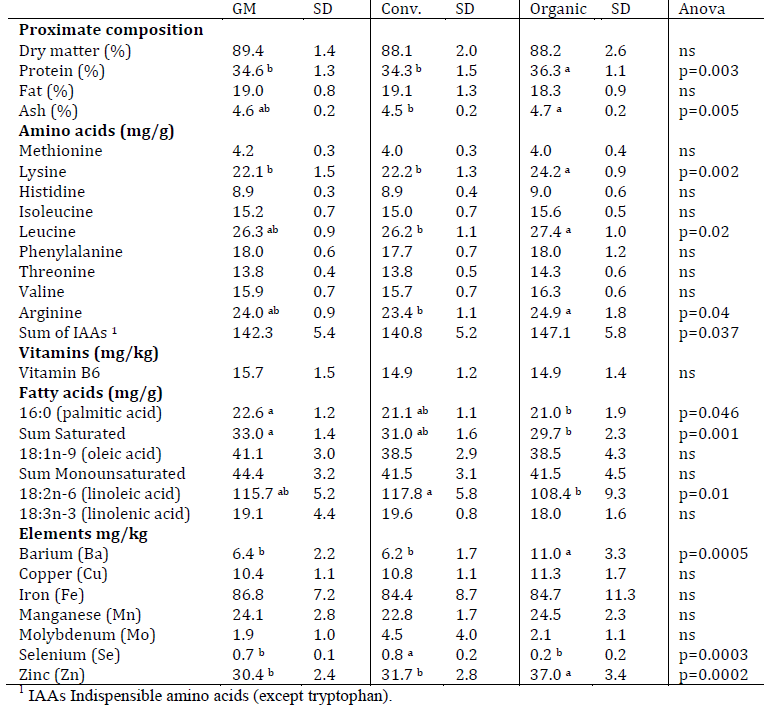 GM SD Conv. SD Organic SD Anova
Proximate composition
Dry matter (%) 89.4 1.4 88.1 2.0 88.2 2.6 ns
Protein (%) 34.6 b 1.3 34.3 b 1.5 36.3 a 1.1 p=0.003
Fat (%) 19.0 0.8 19.1 1.3 18.3 0.9 ns
Ash (%) 4.6 ab 0.2 4.5 b 0.2 4.7 a 0.2 p=0.005
Amino acids (mg/g)
Methionine 4.2 0.3 4.0 0.3 4.0 0.4 ns
Lysine 22.1 b 1.5 22.2 b 1.3 24.2 a 0.9 p=0.002
Histidine 8.9 0.3 8.9 0.4 9.0 0.6 ns
Isoleucine 15.2 0.7 15.0 0.7 15.6 0.5 ns
Leucine 26.3 ab 0.9 26.2 b 1.1 27.4 a 1.0 p=0.02
Phenylalanine 18.0 0.6 17.7 0.7 18.0 1.2 ns
Threonine 13.8 0.4 13.8 0.5 14.3 0.6 ns
Valine 15.9 0.7 15.7 0.7 16.3 0.6 ns
Arginine 24.0 ab 0.9 23.4 b 1.1 24.9 a 1.8 p=0.04
Sum of IAAs 1 142.3 5.4 140.8 5.2 147.1 5.8 p=0.037
Vitamins (mg/kg)
Vitamin B6 15.7 1.5 14.9 1.2 14.9 1.4 ns
Fatty acids (mg/g)
16:0 (palmitic acid) 22.6 a 1.2 21.1 ab 1.1 21.0 b 1.9 p=0.046
Sum Saturated 33.0 a 1.4 31.0 ab 1.6 29.7 b 2.3 p=0.001
18:1n-9 (oleic acid) 41.1 3.0 38.5 2.9 38.5 4.3 ns
Sum Monounsaturated 44.4 3.2 41.5 3.1 41.5 4.5 ns
18:2n-6 (linoleic acid) 115.7 ab 5.2 117.8 a 5.8 108.4 b 9.3 p=0.01
18:3n-3 (linolenic acid) 19.1 4.4 19.6 0.8 18.0 1.6 ns
Elements mg/kg
Barium (Ba) 6.4 b 2.2 6.2 b 1.7 11.0 a 3.3 p=0.0005
Copper (Cu) 10.4 1.1 10.8 1.1 11.3 1.7 ns
Iron (Fe) 86.8 7.2 84.4 8.7 84.7 11.3 ns
Manganese (Mn) 24.1 2.8 22.8 1.7 24.5 2.3 ns
Molybdenum (Mo) 1.9 1.0 4.5 4.0 2.1 1.1 ns
Selenium (Se) 0.7 b 0.1 0.8 a 0.2 0.2 b 0.2 p=0.0003
Zinc (Zn) 30.4 b 2.4 31.7 b 2.8 37.0 a 3.4 p=0.0002
1 IAAs Indispensible amino acids (except tryptophan).